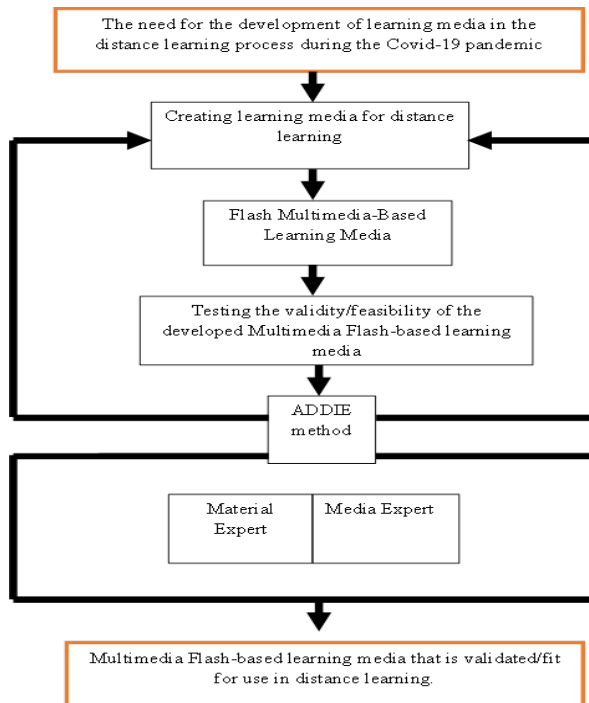 The need for the development of learning media in the
distance learning process during the Covid-19 pandemic
Creating learning media for distance
learning
Flash Multimedia-Based
Learning Media
Testing the validity/feasibility of the
developed Multimedia Flash-based learning
media
ADDIE
method
Material
Expert
Media Expert
Multimedia Flash-based learning media that is validated/fit
for use in distance learning.